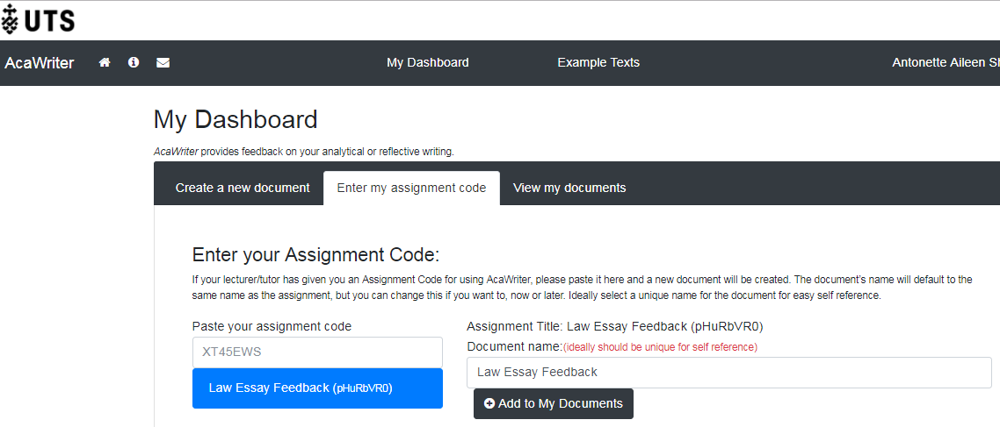 UTS
AcaWriter My Dashboard Example Texts Antonette Aileen
My Dashboard
AcaWriter provides feedback on your analytical or reflective writing.
Create a new document Enter my assignment code View my documents
Enter your Assignment Code:
If your lecturer/tutor has given you an Assignment Code for using AcaWriter, please paste it here and a new document will be created. The document's name will default to the
same name as the assignment, but you can change this if you want to, now or later. Ideally select a unique name for the document for easy self reference.
Paste your assignment code
XT45EWS
Law Essay Feedback (pHuRbVR0)
Assignment Title: Law Essay Feedback (pHuRbVR0)
Document name:(ideally should be unique for self reference)
Law Essay Feedback
Add to My Documents